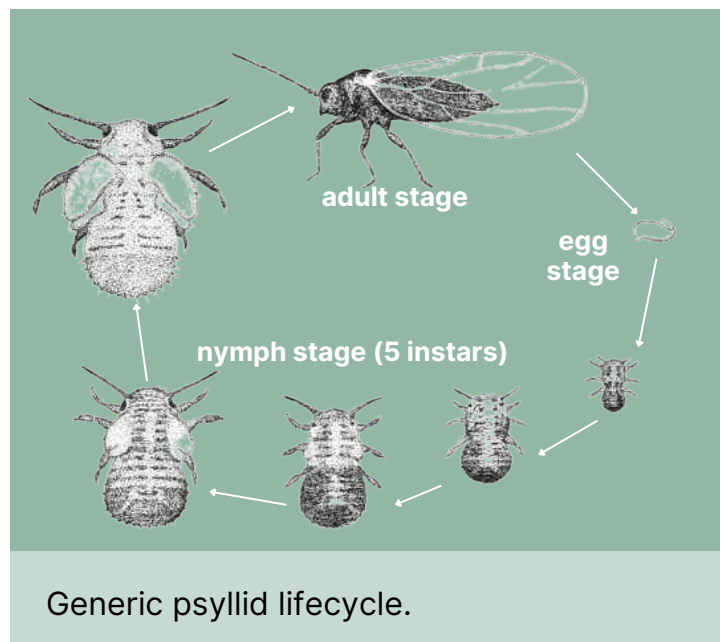 adult stage
egg
stage
nymph stage (5 instars)
Generic psyllid lifecycle.